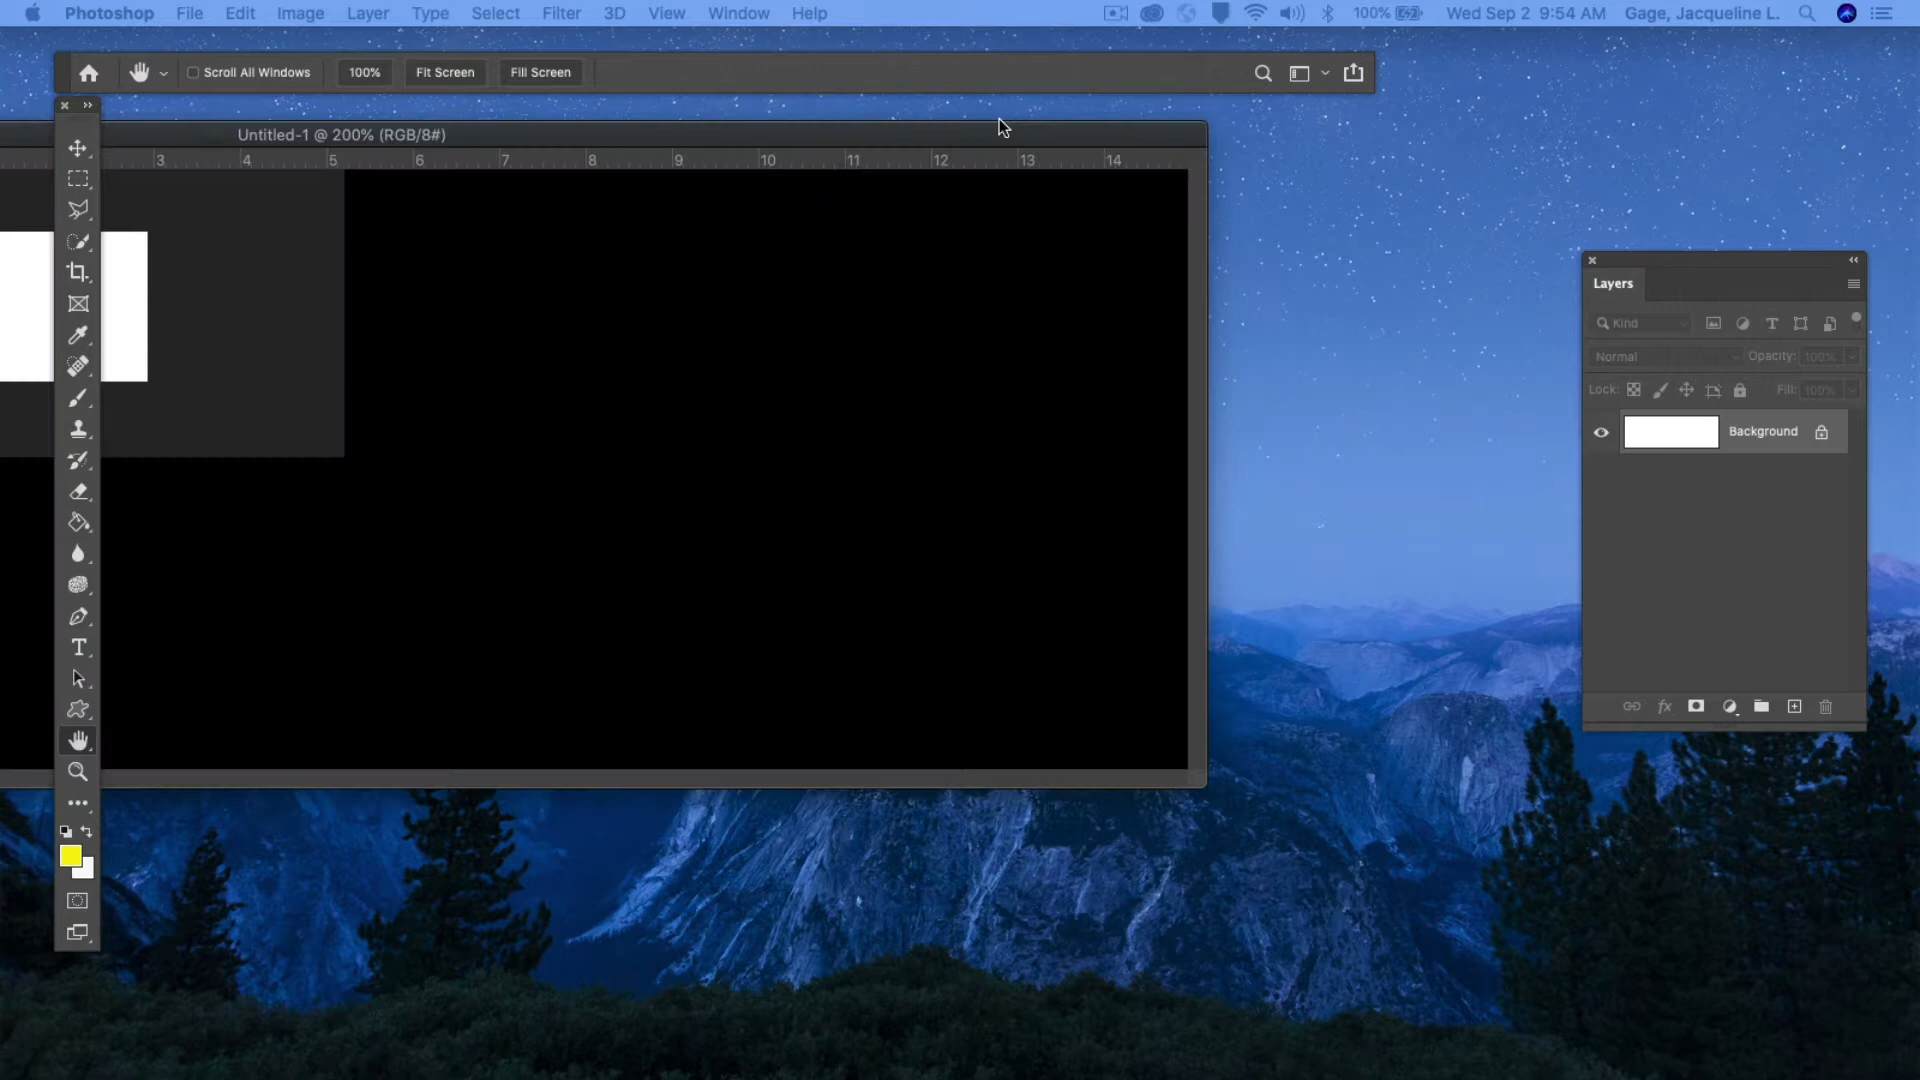 Photoshop File Edit Image Layer Type Select Filter 3D View Window Help 100% Wed Sep 2 9:54 AM Gage, Jacqueline L.
Scroll All Windows 100% Fit Screen Fill Screen
Untitled-1 @ 200% (RGB/8#)
3 4 5 6 7 8 9 10 11 12 13 14
Layers
Kind
Normal Opacity: 100%
Lock: Fill: 100%
Background